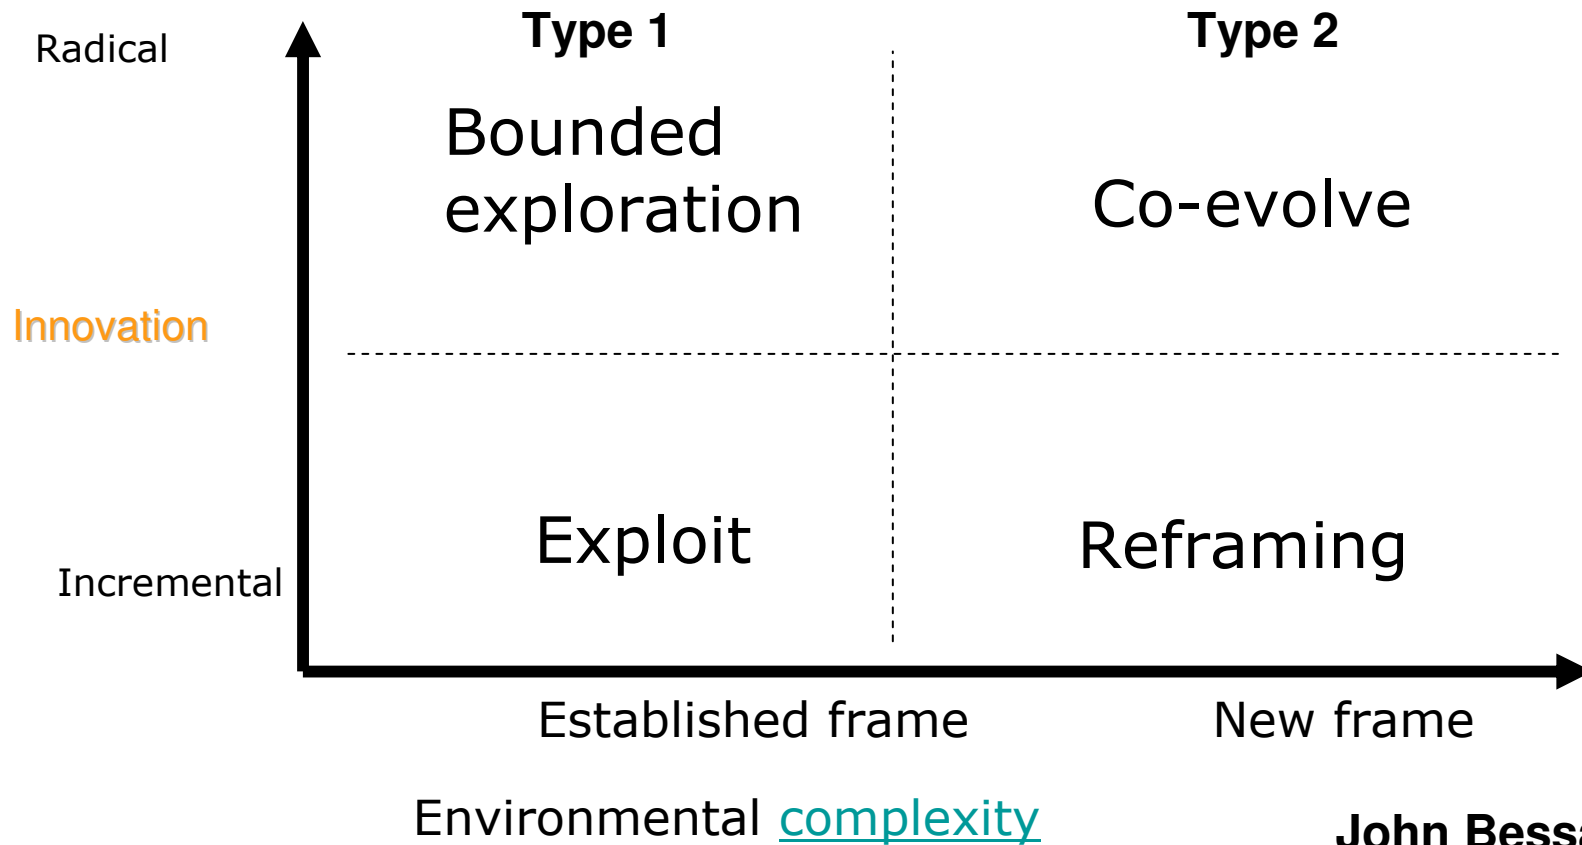 Type 1
Type 2
Radical
Bounded
exploration
Co-evolve
Innovation
Exploit
Reframing
Incremental
Established frame
New frame
Environmental complexity
John Bessa